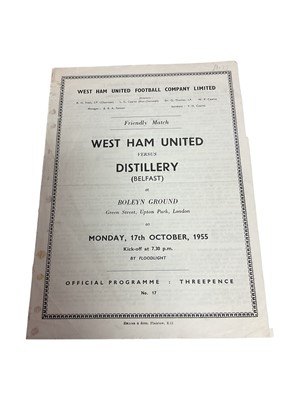 WEST HAM UNITED FOOTBALL COMPANY LIMITED
Friendly Match
WEST HAM UNITED
VERSUS
DISTILLERY
(BELFAST)
at
BOLEYN GROUND
Green Street, Upton Park, London
on
MONDAY, 17th OCTOBER, 1955
Kick-off at 7.30 p.m.
BY FLOODLIGHT
OFFICIAL PROGRAMME : THREEPENCE
No. 17